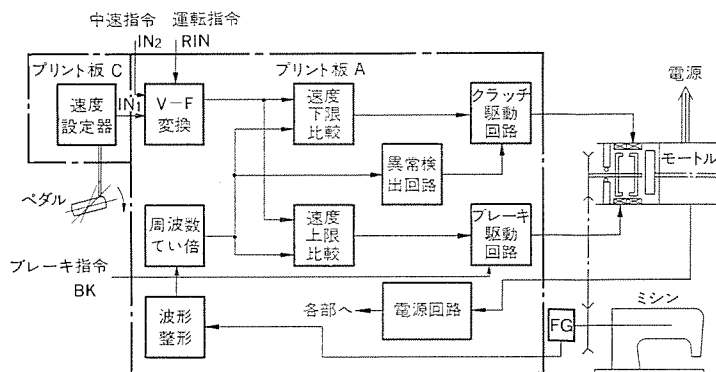 中速指令 運転指令
IN2 RIN
プリント板 C
プリント板 A
電源
速度
設定器
IN1
V－F
変換
速度
下限
比較
クラッチ
駆動
回路
モートル
異常検
出回路
ペダル
周波数
てい倍
速度
上限
比較
ブレーキ
駆動
回路
ブレーキ指令
BK
各部へ
電源回路
ミシン
波形
整形
FG